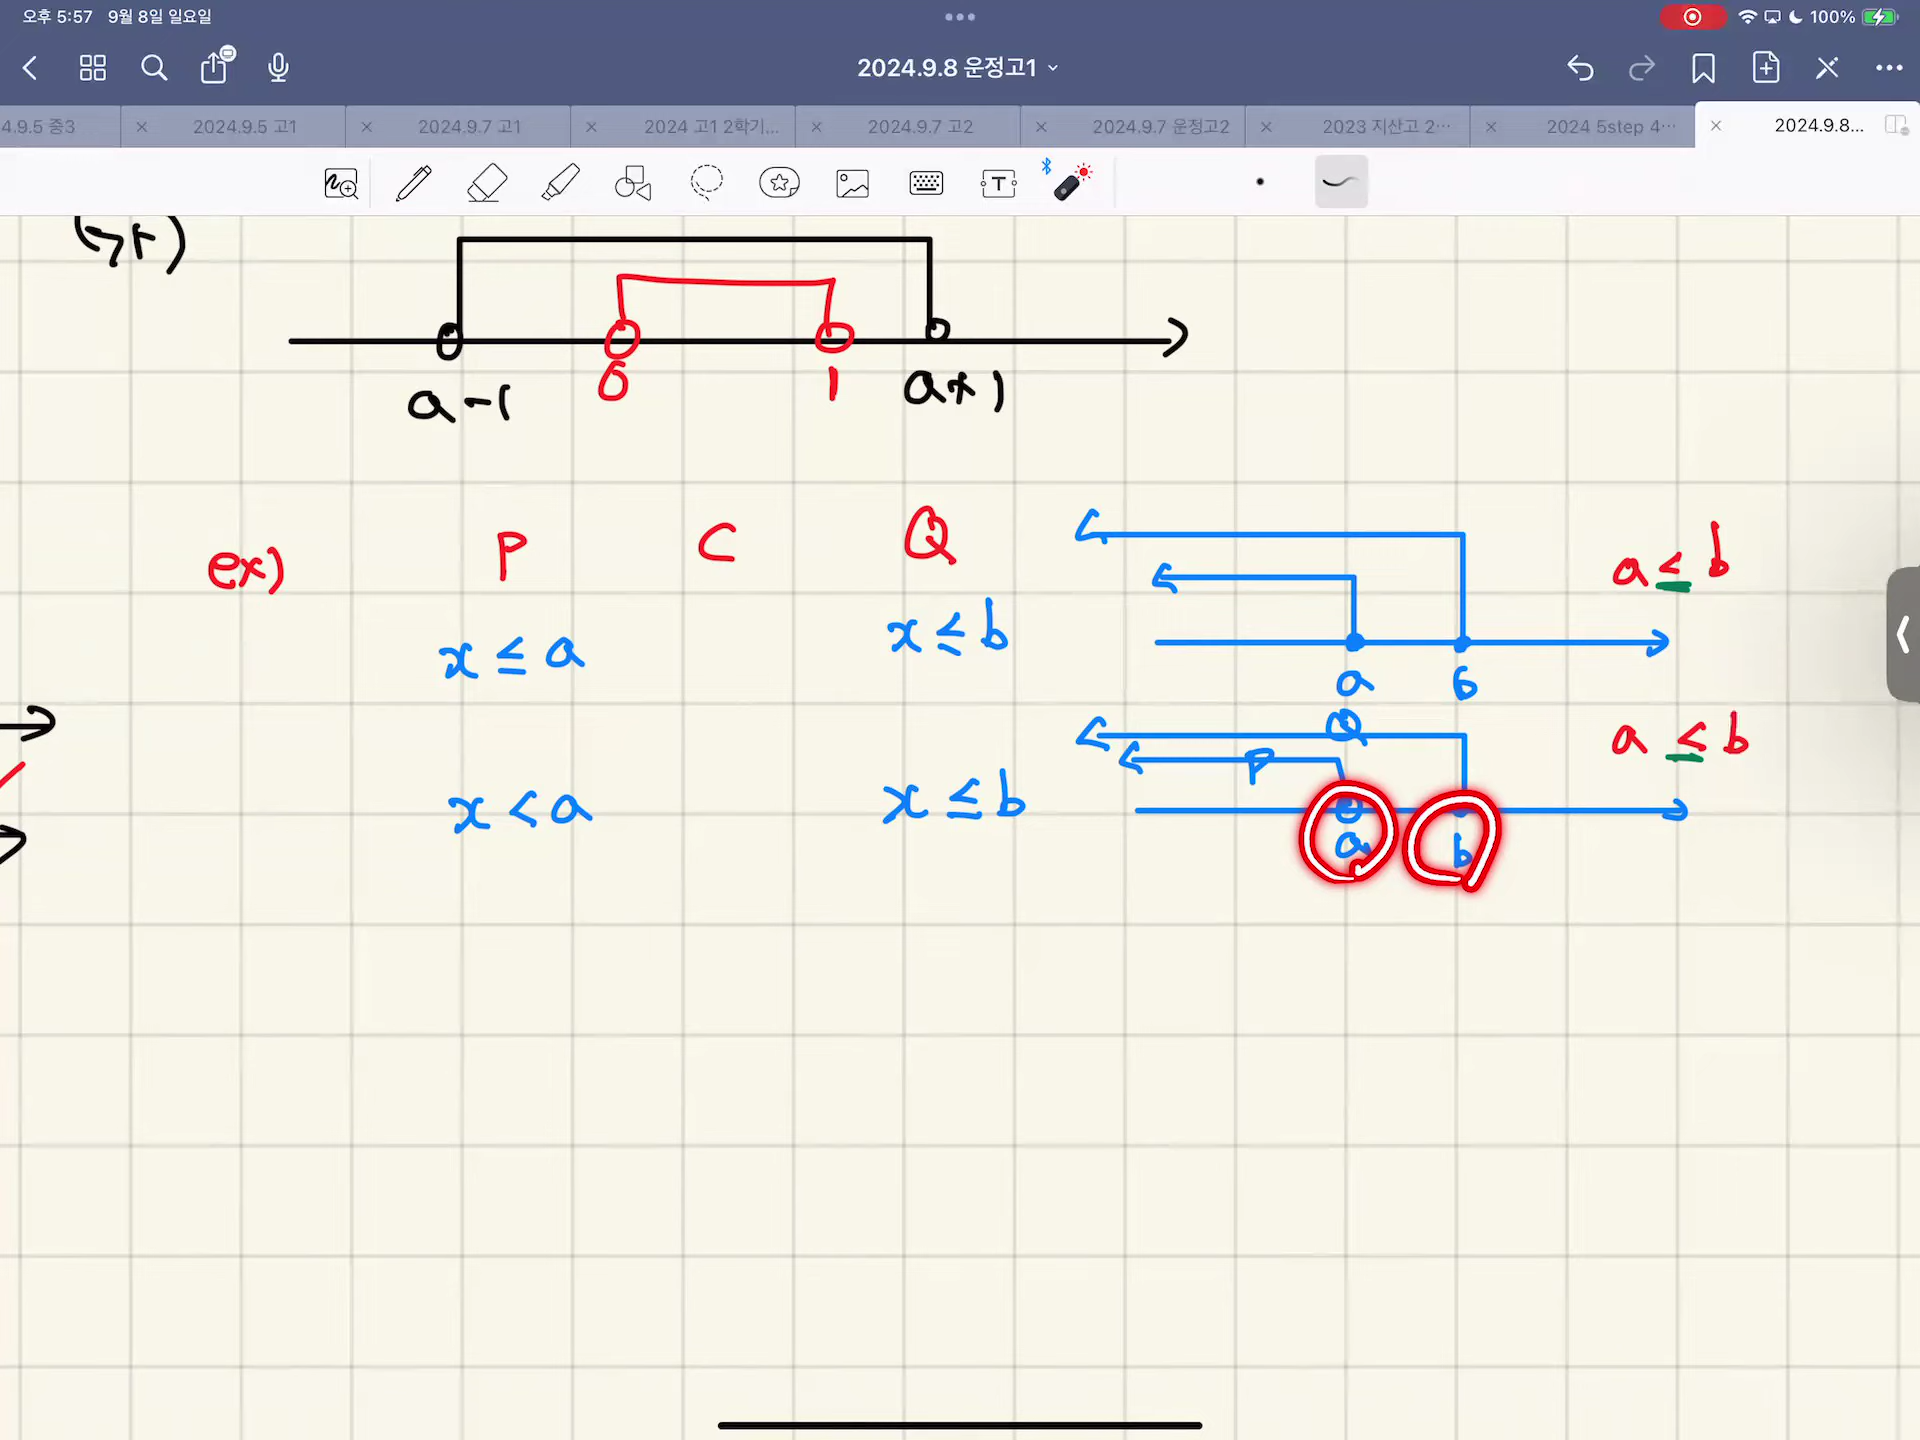 오후 5:57 9월 8일 일요일 100%
2024.9.8 운정고1
4.9.5 중3 2024.9.5 고1 2024.9.7 고1 2024 고1 2학기... 2024.9.7 고2 2024.9.7 운정고2 2023 지산고 2... 2024 5step 4... 2024.9.8...
a-1 0 1 a+1
ex) P ⊂ Q
x ≤ a x ≤ b a b a ≤ b
x < a x ≤ b Q P a b a ≤ b